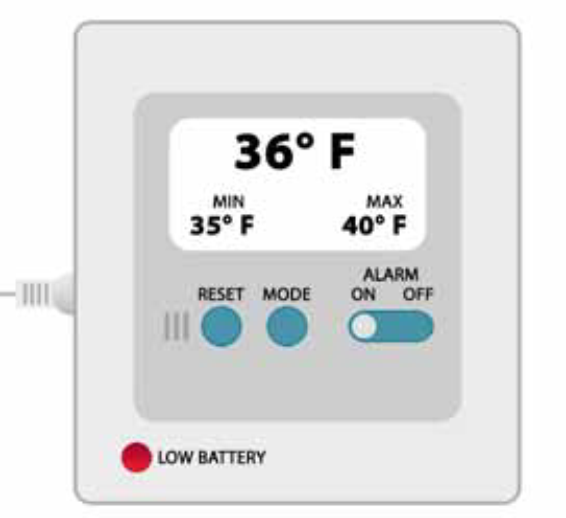 36° F
MIN MAX
35° F 40° F
ALARM
RESET MODE ON OFF
LOW BATTERY